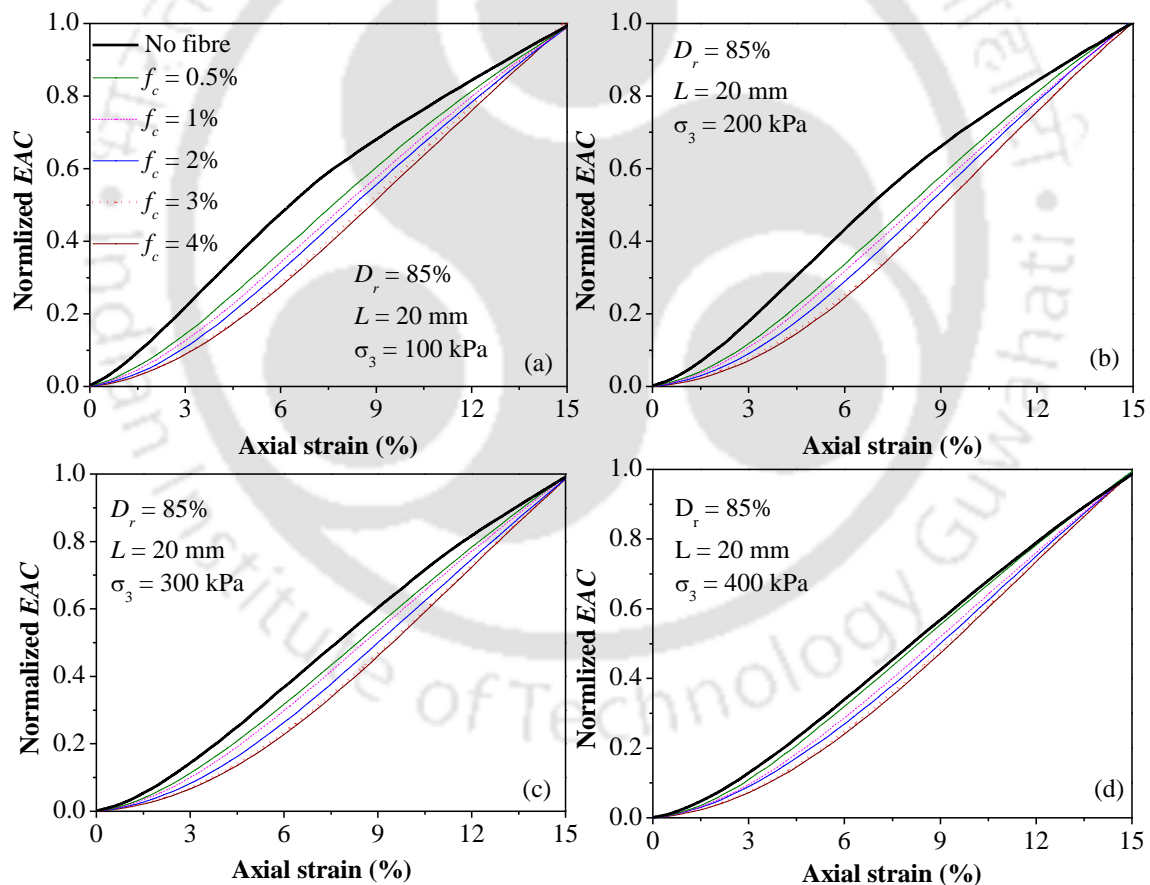 1.0
0.8
0.6
0.4
0.2
0.0
Normlized EAC
No fibre
f_c = 0.5%
f_c = 1%
f_c = 2%
f_c = 3%
f_c = 4%
D_r = 85%
L = 20 mm
σ_3 = 100 kPa
(a)
0 3 6 9 12 15
Axial strain (%)
1.0
0.8
0.6
0.4
0.2
0.0
Normlized EAC
D_r = 85%
L = 20 mm
σ_3 = 200 kPa
(b)
0 3 6 9 12 15
Axial strain (%)
1.0
0.8
0.6
0.4
0.2
0.0
Normalized EAC
D_r = 85%
L = 20 mm
σ_3 = 300 kPa
(c)
0 3 6 9 12 15
Axial strain (%)
1.0
0.8
0.6
0.4
0.2
0.0
Normlized EAC
D_r = 85%
L = 20 mm
σ_3 = 400 kPa
(d)
0 3 6 9 12 15
Axial strain (%)
Indian Institute of Technology Guwahati